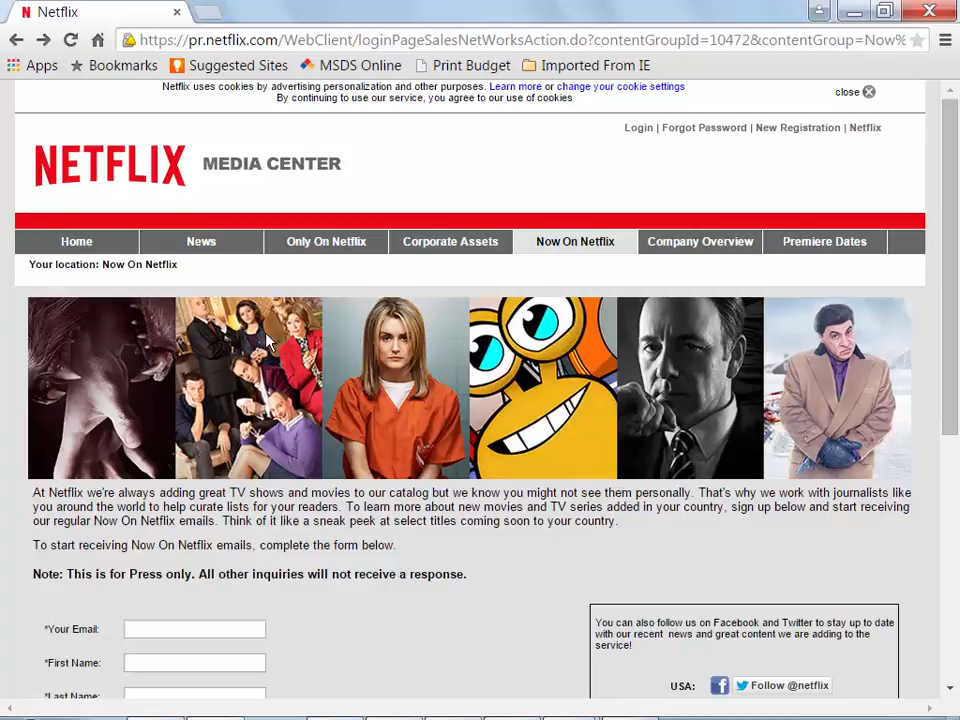 N Netflix
https://pr.netflix.com/WebClient/loginPageSalesNetWorksAction.do?contentGroupId=10472&contentGroup=Now%
Apps Bookmarks Suggested Sites MSDS Online Print Budget Imported From IE
Netflix uses cookies by advertising personalization and other purposes. Learn more or change your cookie settings
By continuing to use our service, you agree to our use of cookies
close
Login | Forgot Password | New Registration | Netflix
NETFLIX MEDIA CENTER
Home News Only On Netflix Corporate Assets Now On Netflix Company Overview Premiere Dates
Your location: Now On Netflix
At Netflix we're always adding great TV shows and movies to our catalog but we know you might not see them personally. That's why we work with journalists like
you around the world to help curate lists for your readers. To learn more about new movies and TV series added in your country, sign up below and start receiving
our regular Now On Netflix emails. Think of it like a sneak peek at select titles coming soon to your country.
To start receiving Now On Netflix emails, complete the form below.
Note: This is for Press only. All other inquiries will not receive a response.
*Your Email:
*First Name:
*Last Name:
You can also follow us on Facebook and Twitter to stay up to date
with our recent news and great content we are adding to the
service!
USA: f Follow @netflix